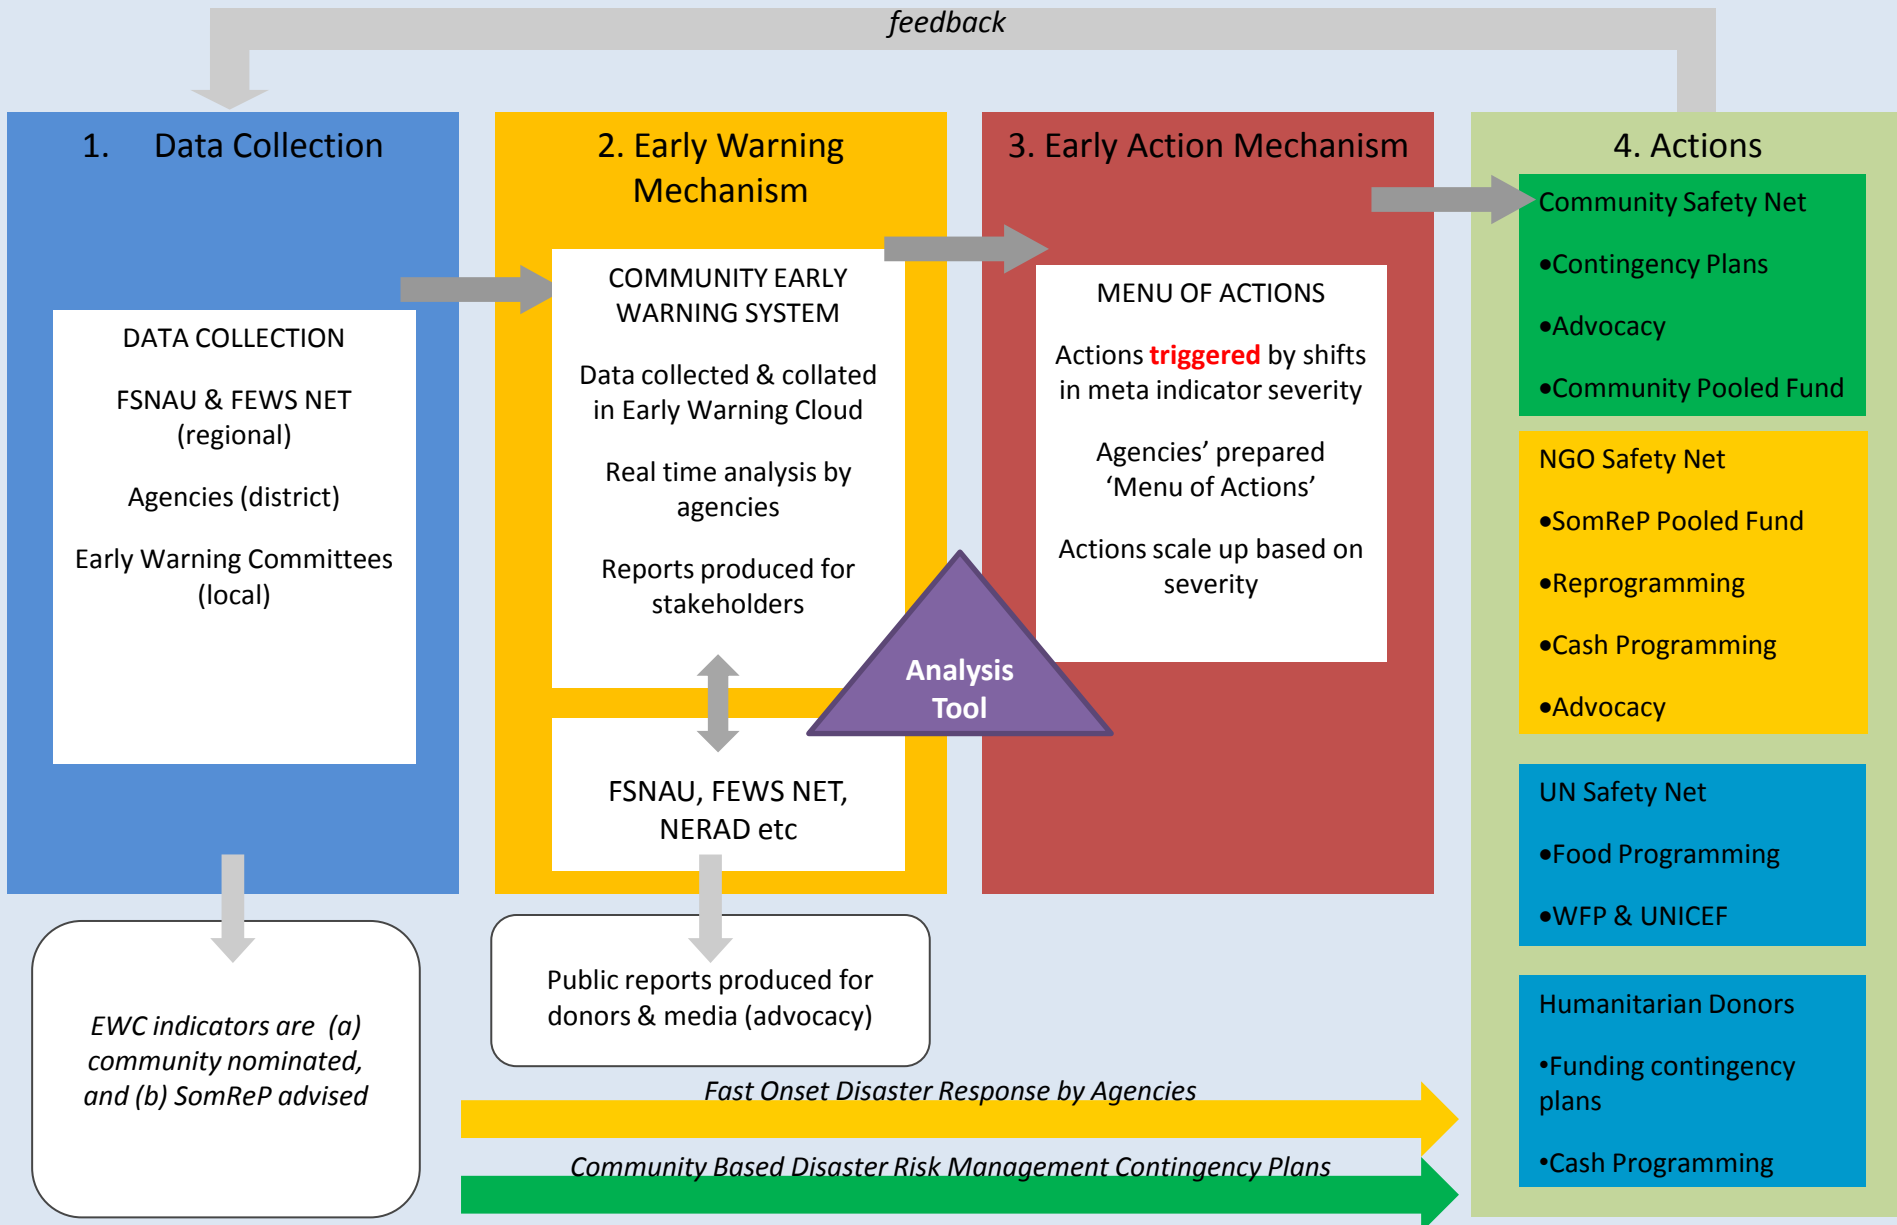 feedback
1. Data Collection
DATA COLLECTION
FSNAU & FEWS NET
(regional)
Agencies (district)
Early Warning Committees
(local)
EWC indicators are (a)
community nominated,
and (b) SomReP advised
2. Early Warning
Mechanism
COMMUNITY EARLY
WARNING SYSTEM
Data collected & collated
in Early Warning Cloud
Real time analysis by
agencies
Reports produced for
stakeholders
FSNAU, FEWS NET,
NERAD etc
Public reports produced for
donors & media (advocacy)
Analysis
Tool
3. Early Action Mechanism
MENU OF ACTIONS
Actions triggered by shifts
in meta indicator severity
Agencies’ prepared
‘Menu of Actions’
Actions scale up based on
severity
4. Actions
Community Safety Net
•Contingency Plans
•Advocacy
•Community Pooled Fund
NGO Safety Net
•SomReP Pooled Fund
•Reprogramming
•Cash Programming
•Advocacy
UN Safety Net
•Food Programming
•WFP & UNICEF
Humanitarian Donors
•Funding contingency
plans
•Cash Programming
Fast Onset Disaster Response by Agencies
Community Based Disaster Risk Management Contingency Plans